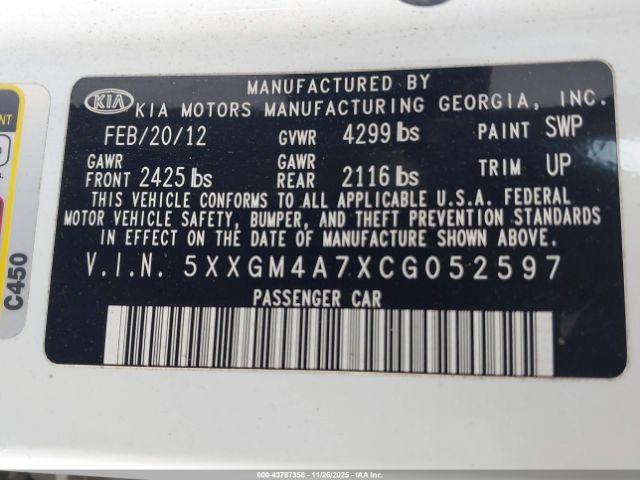 MANUFACTURED BY
KIA KIA MOTORS MANUFACTURING GEORGIA, INC.
FEB/20/12 GVWR 4299 lbs PAINT SWP
GAWR FRONT 2425 lbs GAWR REAR 2116 lbs TRIM UP
THIS VEHICLE CONFORMS TO ALL APPLICABLE U.S.A. FEDERAL
MOTOR VEHICLE SAFETY, BUMPER, AND THEFT PREVENTION STANDARDS
IN EFFECT ON THE DATE OF MANUFACTURE SHOWN ABOVE.
V.I.N. 5XXGM4A7XCG052597
PASSENGER CAR
C450
000-43787358 - 11/26/2025 - IAAI.COM